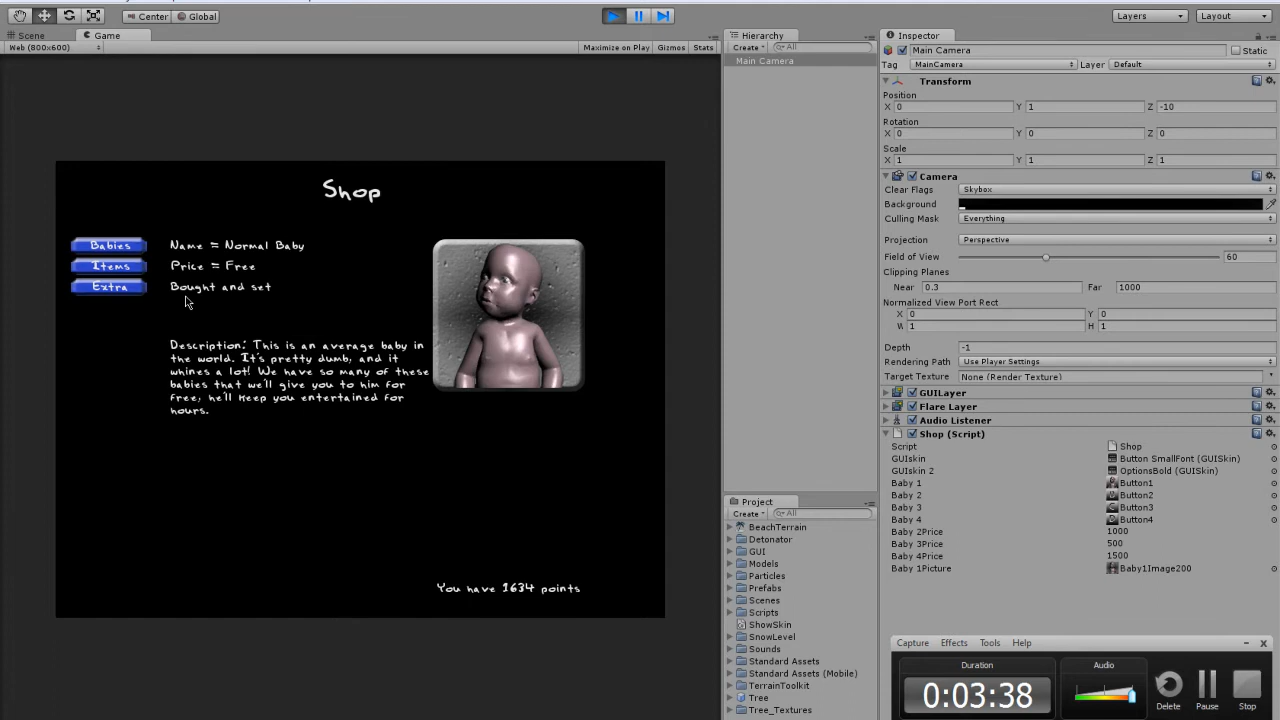 Center
Global
Layers
Layout
Scene
Game
Web (800x600)
Maximize on Play
Gizmos
Stats
Shop
Babies
Items
Extra
Name = Normal Baby
Price = Free
Bought and set
Description: This is an average baby in
the world. It's pretty dumb, and it
whines a lot! We have so many of these
babies that we'll give you to him for
free, he'll keep you entertained for
hours.
You have 1634 points
Hierarchy
Create
All
Main Camera
Project
Create
All
BeachTerrain
Detonator
GUI
Models
Particles
Prefabs
Scenes
Scripts
ShowSkin
SnowLevel
Sounds
Standard Assets
Standard Assets (Mobile)
TerrainToolkit
Tree
Tree_Textures
Inspector
Main Camera
Static
Tag MainCamera Layer Default
Transform
Position
X 0 Y 1 Z -10
Rotation
X 0 Y 0 Z 0
Scale
X 1 Y 1 Z 1
Camera
Clear Flags Skybox
Background
Culling Mask Everything
Projection Perspective
Field of View 60
Clipping Planes
Near 0.3 Far 1000
Normalized View Port Rect
X 0 Y 0
W 1 H 1
Depth -1
Rendering Path Use Player Settings
Target Texture None (Render Texture)
GUILayer
Flare Layer
Audio Listener
Shop (Script)
Script Shop
GUIskin Button SmallFont (GUISkin)
GUIskin 2 OptionsBold (GUISkin)
Baby 1 Button1
Baby 2 Button2
Baby 3 Button3
Baby 4 Button4
Baby 2Price 1000
Baby 3Price 500
Baby 4Price 1500
Baby 1Picture Baby1Image200
Capture Effects Tools Help
Duration
0:03:38
Audio
Delete
Pause
Stop